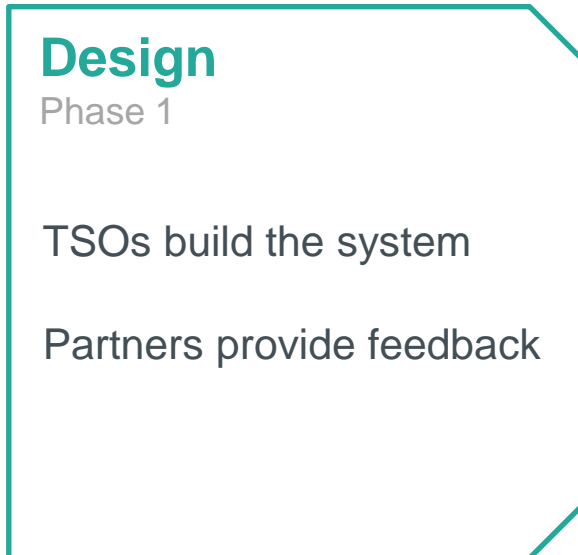 Design
Phase 1
TSOs build the system
Partners provide feedback